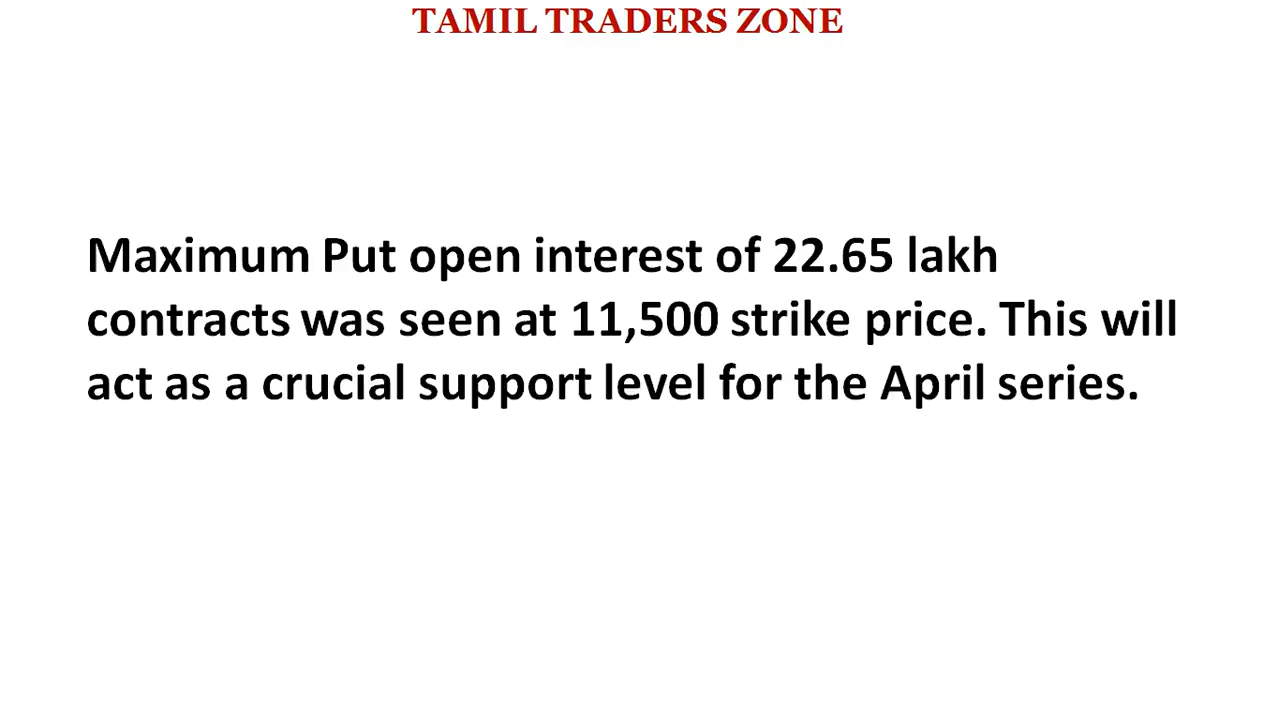 TAMIL TRADERS ZONE
Maximum Put open interest of 22.65 lakh
contracts was seen at 11,500 strike price. This will
act as a crucial support level for the April series.